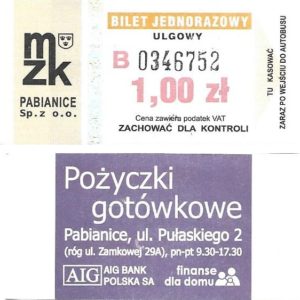 mzk
PABIANICE
Sp. z o.o.
BILET JEDNORAZOWY
ULGOWY
B 0346752
1,00 zł
Cena zawiera podatek VAT
ZACHOWAĆ DLA KONTROLI
TU KASOWAĆ
ZARAZ PO WEJŚCIU DO AUTOBUSU
Pożyczki
gotówkowe
Pabianice, ul. Pułaskiego 2
(róg ul. Zamkowej 29A), pn-pt 9.30-17.30
AIG AIG BANK
POLSKA SA
finanse
dla domu